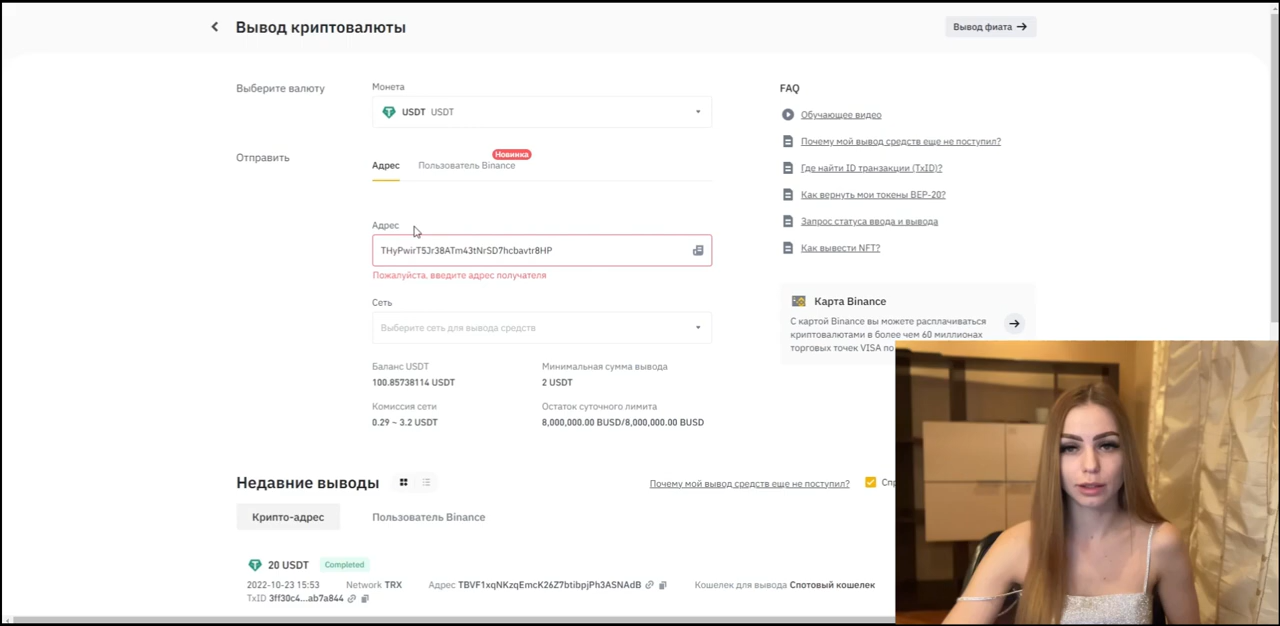 Вывод криптовалюты
Вывод фиата →
Выберите валюту
Монета
USDT USDT
Отправить
Адрес
Пользователь Binance
Новинка
Адрес
THyPwirT5Jr38ATm43tNrSD7hcbavtr8HP
Пожалуйста, введите адрес получателя
Сеть
Выберите сеть для вывода средств
Баланс USDT
100.85738114 USDT
Минимальная сумма вывода
2 USDT
Комиссия сети
0.29 ~ 3.2 USDT
Остаток суточного лимита
8,000,000.00 BUSD/8,000,000.00 BUSD
FAQ
Обучающее видео
Почему мой вывод средств еще не поступил?
Где найти ID транзакции (TxID)?
Как вернуть мои токены BEP-20?
Запрос статуса ввода и вывода
Как вывести NFT?
Карта Binance
С картой Binance вы можете расплачиваться
криптовалютами в более чем 60 миллионах
торговых точек VISA по
Недавние выводы
Почему мой вывод средств еще не поступил?
Крипто-адрес
Пользователь Binance
20 USDT Completed
2022-10-23 15:53 Network TRX Адрес TBVF1xqNKzqEmcK26Z7btibpjPh3ASNAdB Кошелек для вывода Спотовый кошелек
TxID 3ff30c4...ab7a844